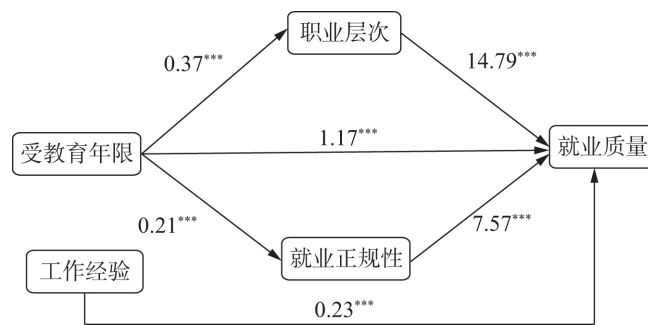 职业层次
0.37***
14.79***
受教育年限
1.17***
就业质量
0.21***
7.57***
就业正规性
工作经验
0.23***